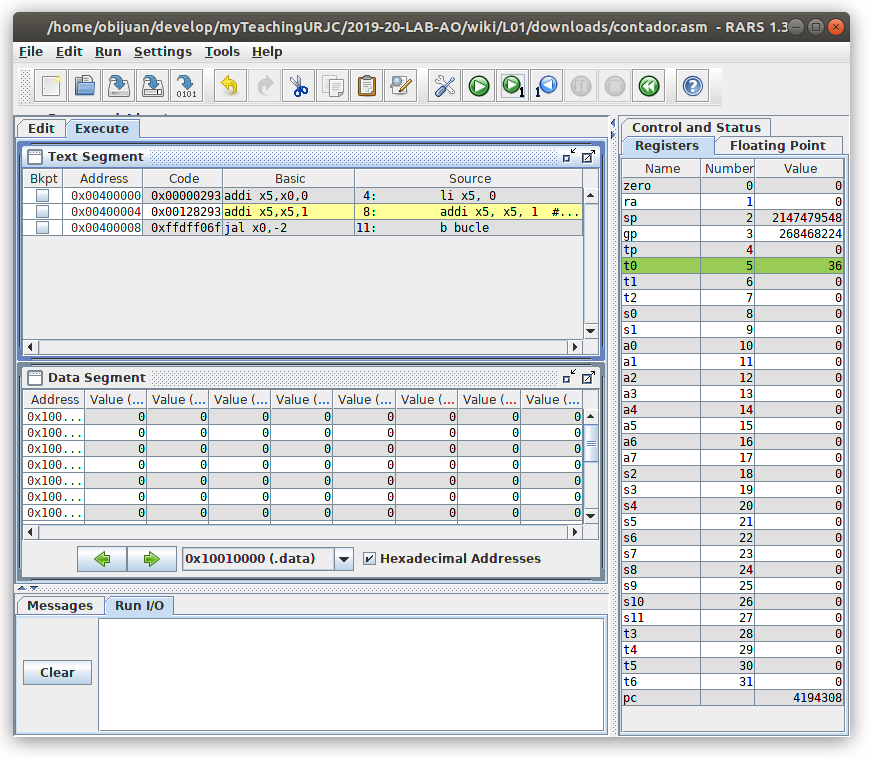 /home/obijuan/develop/myTeachingURJC/2019-20-LAB-AO/wiki/L01/downloads/contador.asm - RARS 1.3
File Edit Run Settings Tools Help
0101 1 1
Edit Execute
Text Segment
Bkpt Address Code Basic Source
0x00400000 0x00000293 addi x5,x0,0 4: li x5, 0
0x00400004 0x00128293 addi x5,x5,1 8: addi x5, x5, 1 #...
0x00400008 0xffdff06f jal x0,-2 11: b bucle
Data Segment
Address Value (... Value (... Value (... Value (... Value (... Value (... Value (... Value (...
0x100... 0 0 0 0 0 0 0 0
0x100... 0 0 0 0 0 0 0 0
0x100... 0 0 0 0 0 0 0 0
0x100... 0 0 0 0 0 0 0 0
0x100... 0 0 0 0 0 0 0 0
0x100... 0 0 0 0 0 0 0 0
0x100... 0 0 0 0 0 0 0 0
0x10010000 (.data) Hexadecimal Addresses
Messages Run I/O
Clear
Control and Status
Registers Floating Point
Name Number Value
zero 0 0
ra 1 0
sp 2 2147479548
gp 3 268468224
tp 4 0
t0 5 36
t1 6 0
t2 7 0
s0 8 0
s1 9 0
a0 10 0
a1 11 0
a2 12 0
a3 13 0
a4 14 0
a5 15 0
a6 16 0
a7 17 0
s2 18 0
s3 19 0
s4 20 0
s5 21 0
s6 22 0
s7 23 0
s8 24 0
s9 25 0
s10 26 0
s11 27 0
t3 28 0
t4 29 0
t5 30 0
t6 31 0
pc 4194308